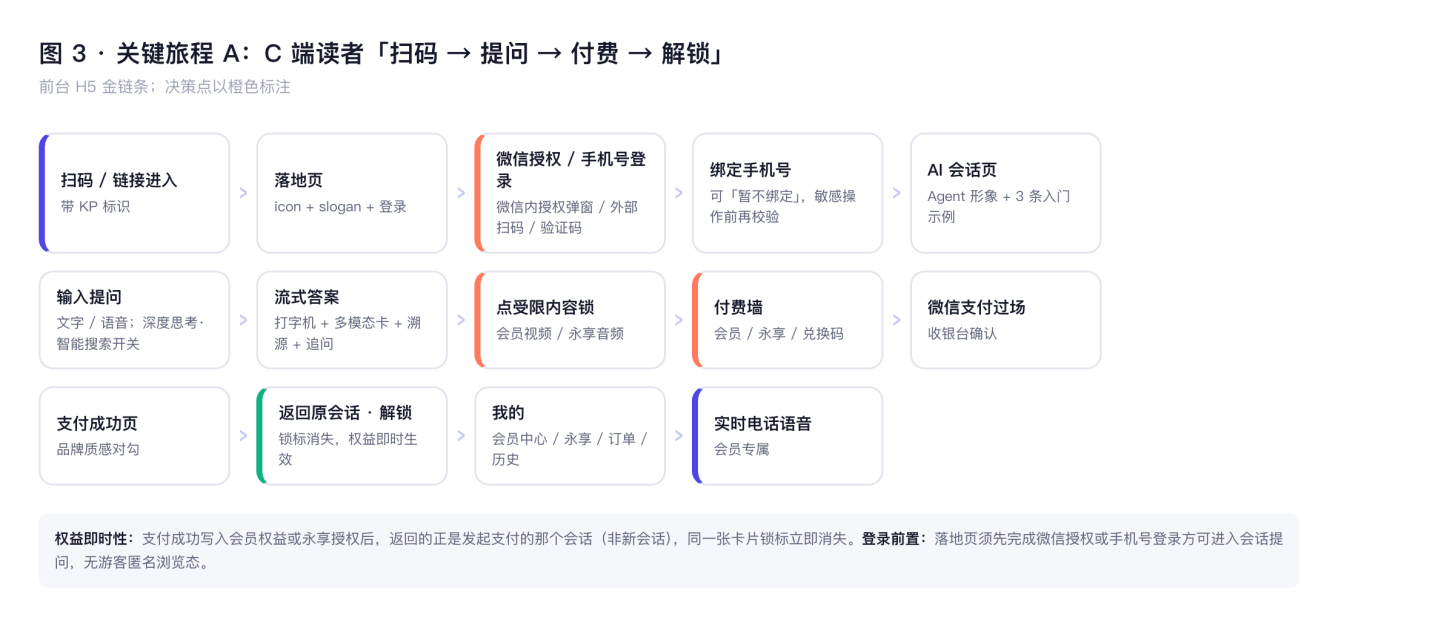 图 3 · 关键旅程 A：C 端读者「扫码 → 提问 → 付费 → 解锁」
前台 H5 金链条；决策点以橙色标注
扫码 / 链接进入
带 KP 标识
落地页
icon + slogan + 登录
微信授权 / 手机号登
录
微信内授权弹窗 / 外部
扫码 / 验证码
绑定手机号
可「暂不绑定」，敏感操
作前再校验
AI 会话页
Agent 形象 + 3 条入门
示例
输入提问
文字 / 语音；深度思考·
智能搜索开关
流式答案
打字机 + 多模态卡 + 溯
源 + 追问
点受限内容锁
会员视频 / 永享音频
付费墙
会员 / 永享 / 兑换码
微信支付过场
收银台确认
支付成功页
品牌质感对勾
返回原会话 · 解锁
锁标消失，权益即时生
效
我的
会员中心 / 永享 / 订单 /
历史
实时电话语音
会员专属
权益即时性：支付成功写入会员权益或永享授权后，返回的正是发起支付的那个会话（非新会话），同一张卡片锁标立即消失。登录前置：落地页须先完成微信授权或手机号登录方可进入会话提
问，无游客匿名浏览态。